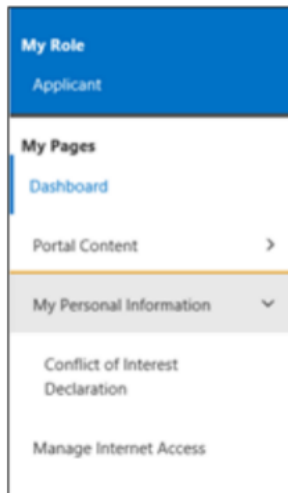 My Role
Applicant
My Pages
Dashboard
Portal Content
My Personal Information
Conflict of Interest
Declaration
Manage Internet Access